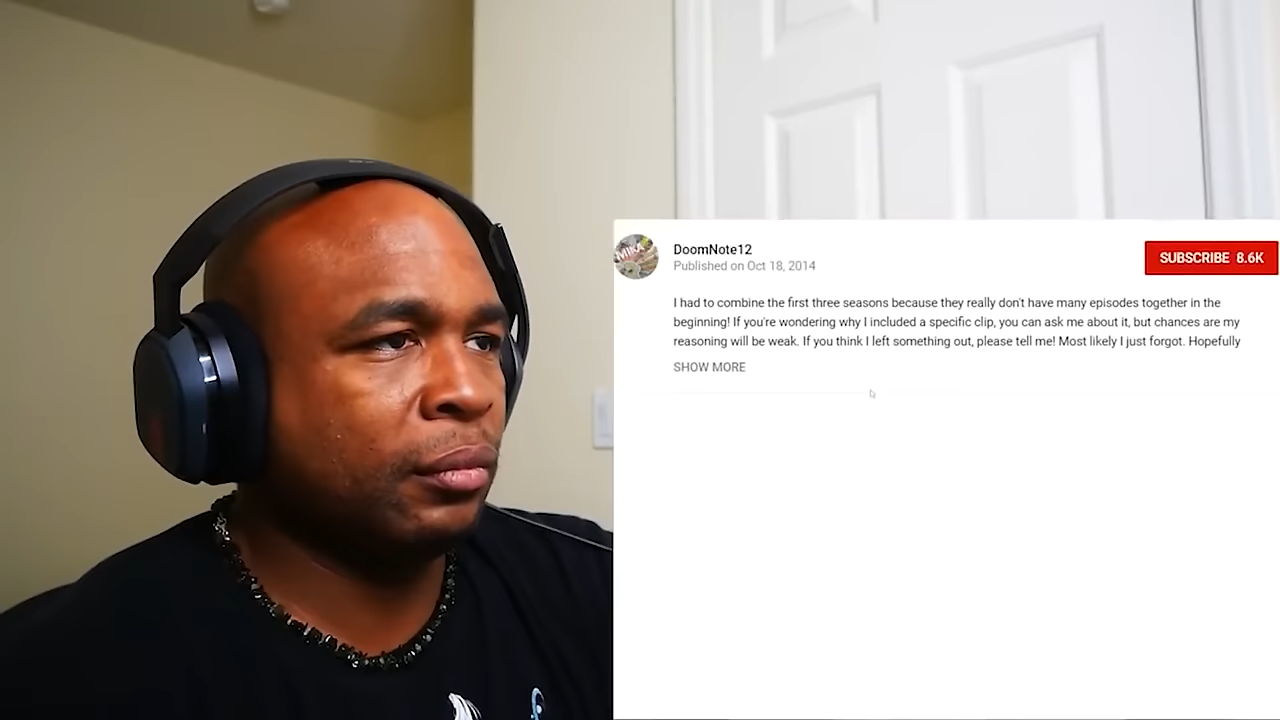 DoomNote12
Published on Oct 18, 2014
SUBSCRIBE 8.6K
I had to combine the first three seasons because they really don't have many episodes together in the
beginning! If you're wondering why I included a specific clip, you can ask me about it, but chances are my
reasoning will be weak. If you think I left something out, please tell me! Most likely I just forgot. Hopefully
SHOW MORE